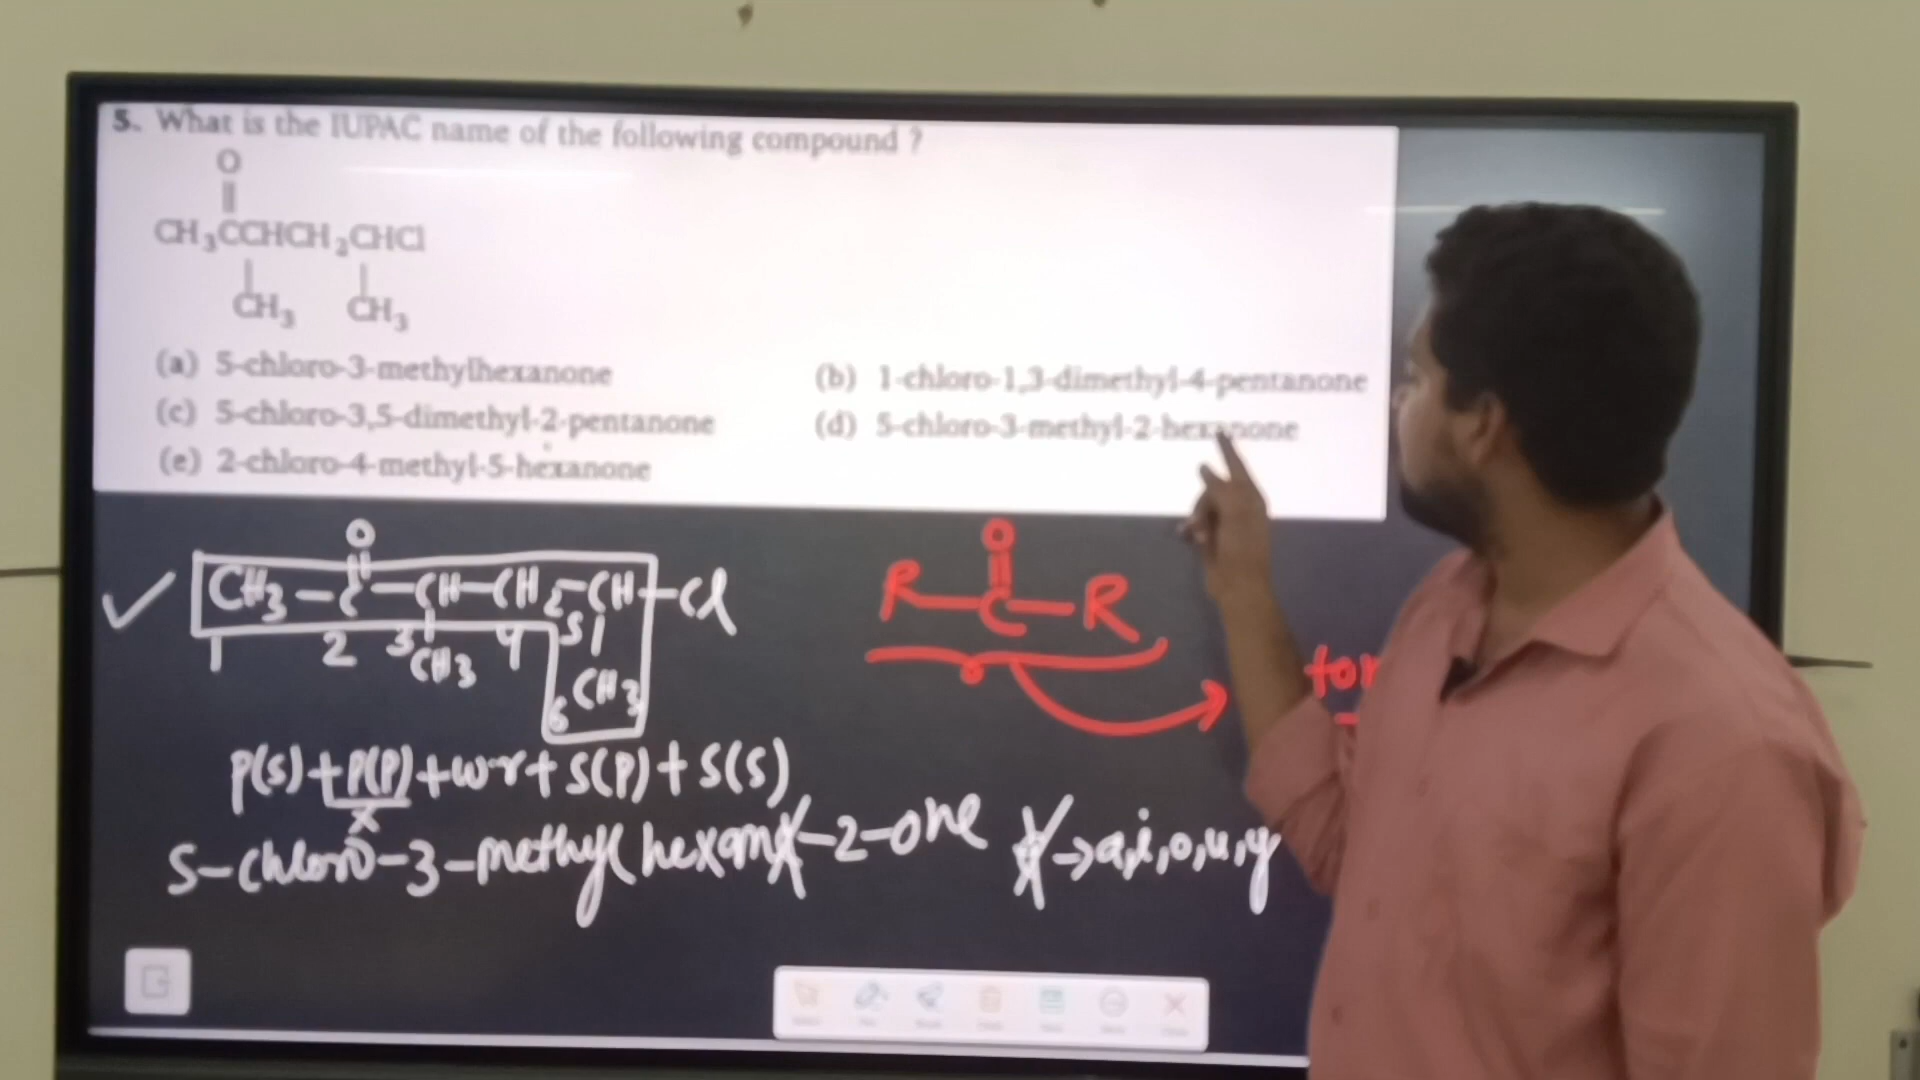 5. What is the IUPAC name of the following compound ?
O
||
CH₃CCHCH₂CHCl
| |
CH₃ CH₃
(a) 5-chloro-3-methylhexanone (b) 1-chloro-1,3-dimethyl-4-pentanone
(c) 5-chloro-3,5-dimethyl-2-pentanone (d) 5-chloro-3-methyl-2-hexanone
(e) 2-chloro-4-methyl-5-hexanone
O
CH3-C-CH-CH2-CH-Cl
1 2 3 4 5
CH3
6 CH3
O
R-C-R
P(S)+P(P)+w.r+S(P)+S(S)
x
5-chloro-3-methyl hexane-2-one e->a,i,o,u,y